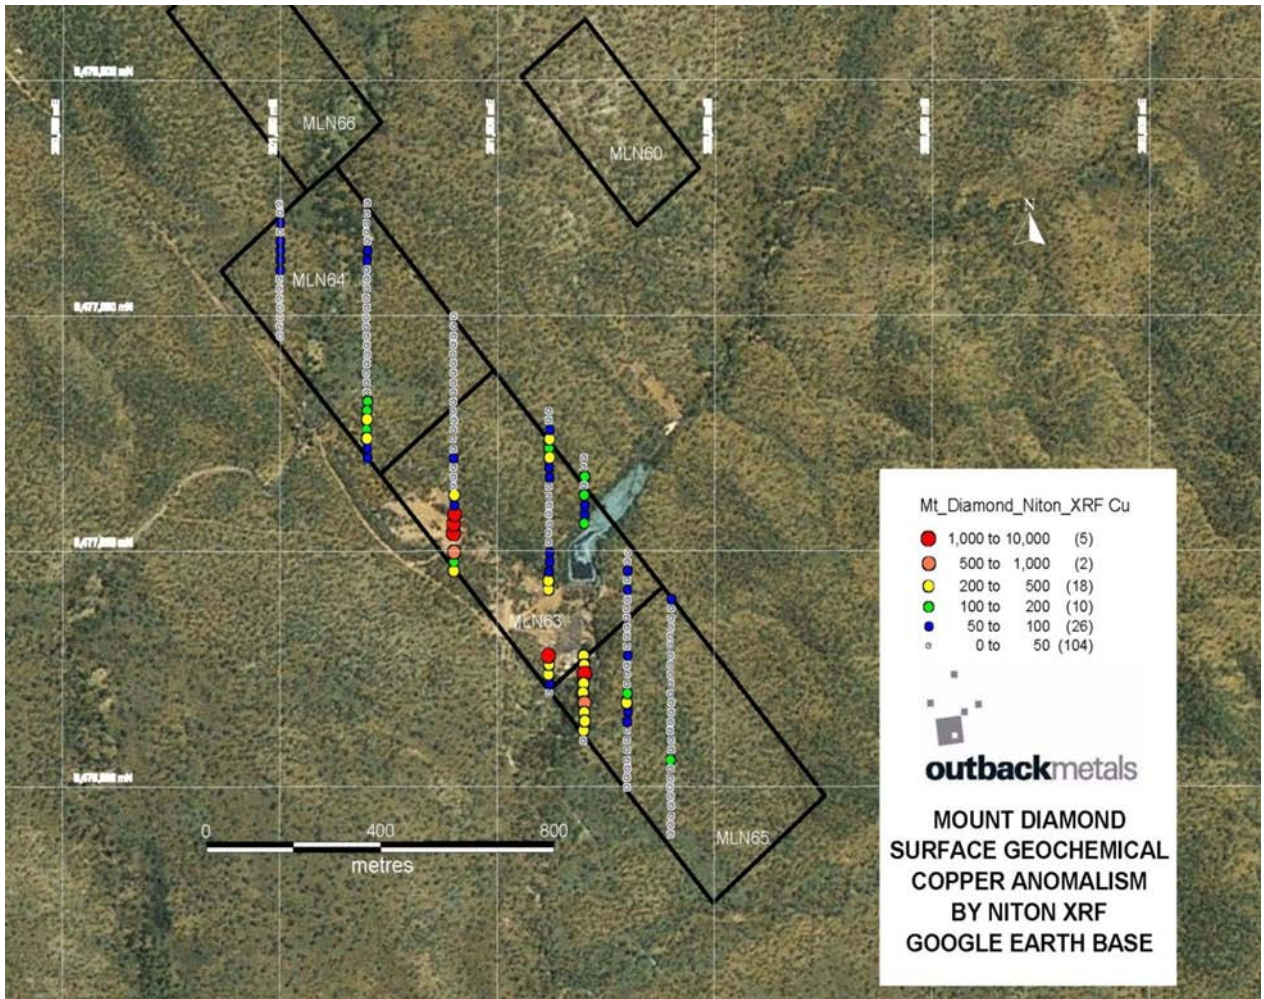 MLN66
MLN60
N
MLN64
MLN63
MLN65
0 400 800
metres
Mt_Diamond_Niton_XRF Cu
1,000 to 10,000 (5)
500 to 1,000 (2)
200 to 500 (18)
100 to 200 (10)
50 to 100 (26)
0 to 50 (104)
outbackmetals
MOUNT DIAMOND
SURFACE GEOCHEMICAL
COPPER ANOMALISM
BY NITON XRF
GOOGLE EARTH BASE